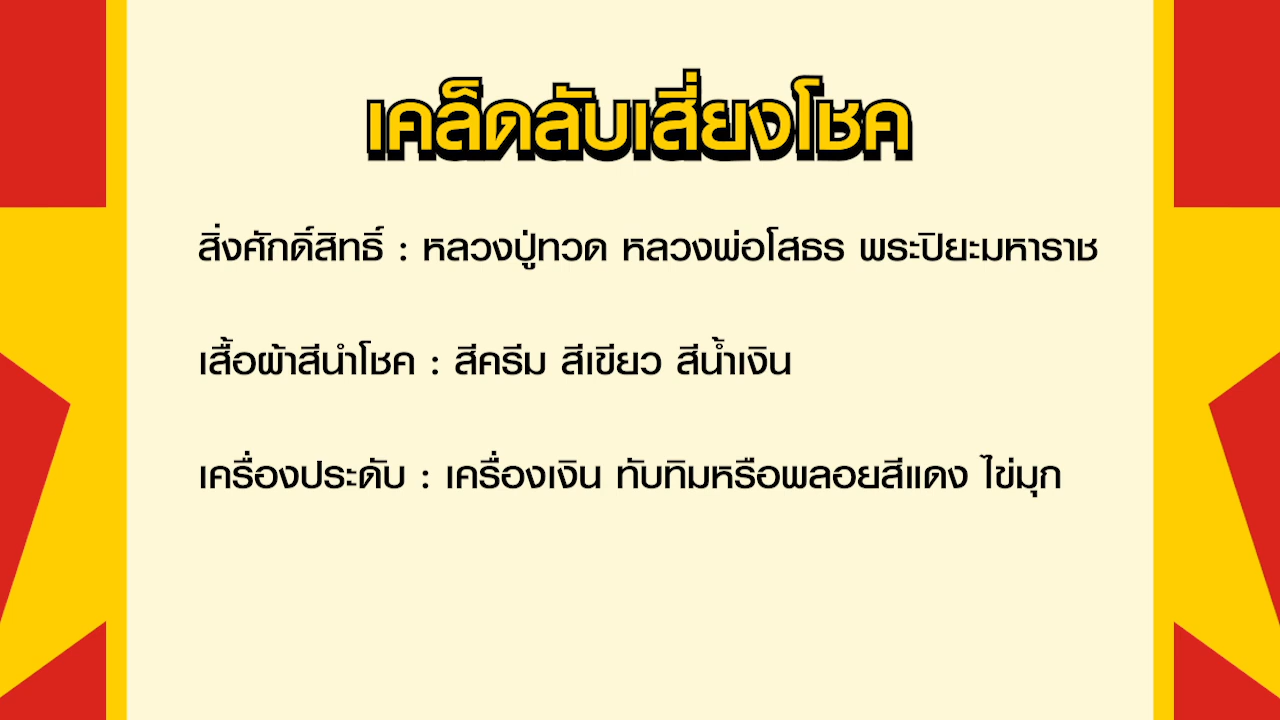 เคล็ดลับเสี่ยงโชค
สิ่งศักดิ์สิทธิ์ : หลวงปู่ทวด หลวงพ่อโสธร พระปิยะมหาราช
เสื้อผ้าสีนำโชค : สีครีม สีเขียว สีน้ำเงิน
เครื่องประดับ : เครื่องเงิน ทับทิมหรือพลอยสีแดง ไข่มุก